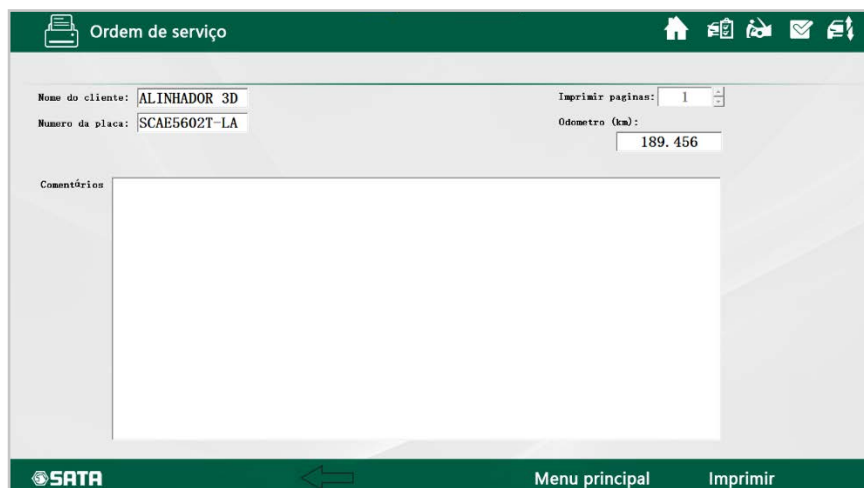 Ordem de serviço
Nome do cliente: ALINHADOR 3D
Imprimir paginas: 1
Numero da placa: SCAE5602T-LA
Odometro (km):
189. 456
Comentários
SATA
Menu principal
Imprimir